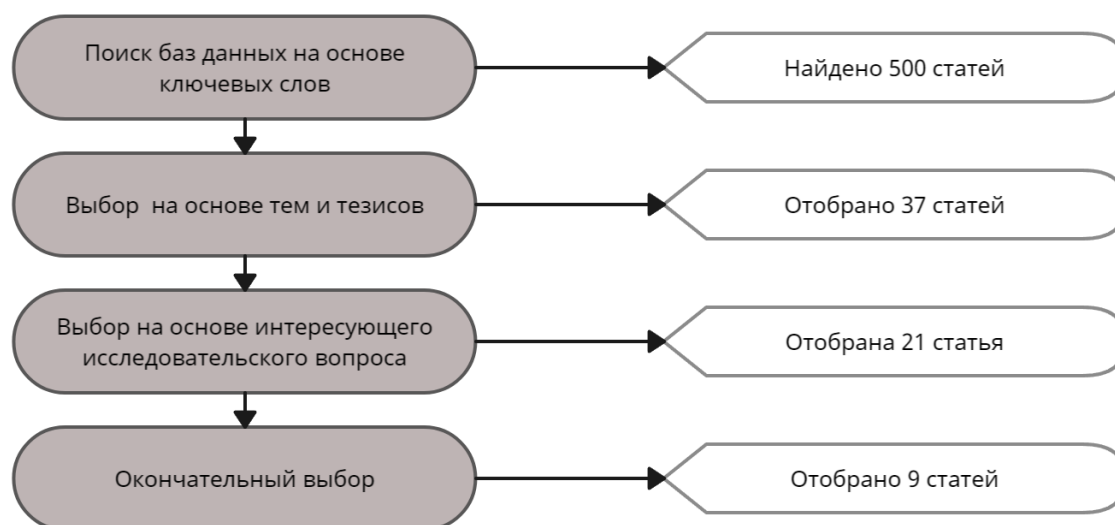 Поиск баз данных на основе
ключевых слов
Найдено 500 статей
Выбор  на основе тем и тезисов
Отобрано 37 статей
Выбор на основе интересующего
исследовательского вопроса
Отобрана 21 статья
Окончательный выбор
Отобрано 9 статей